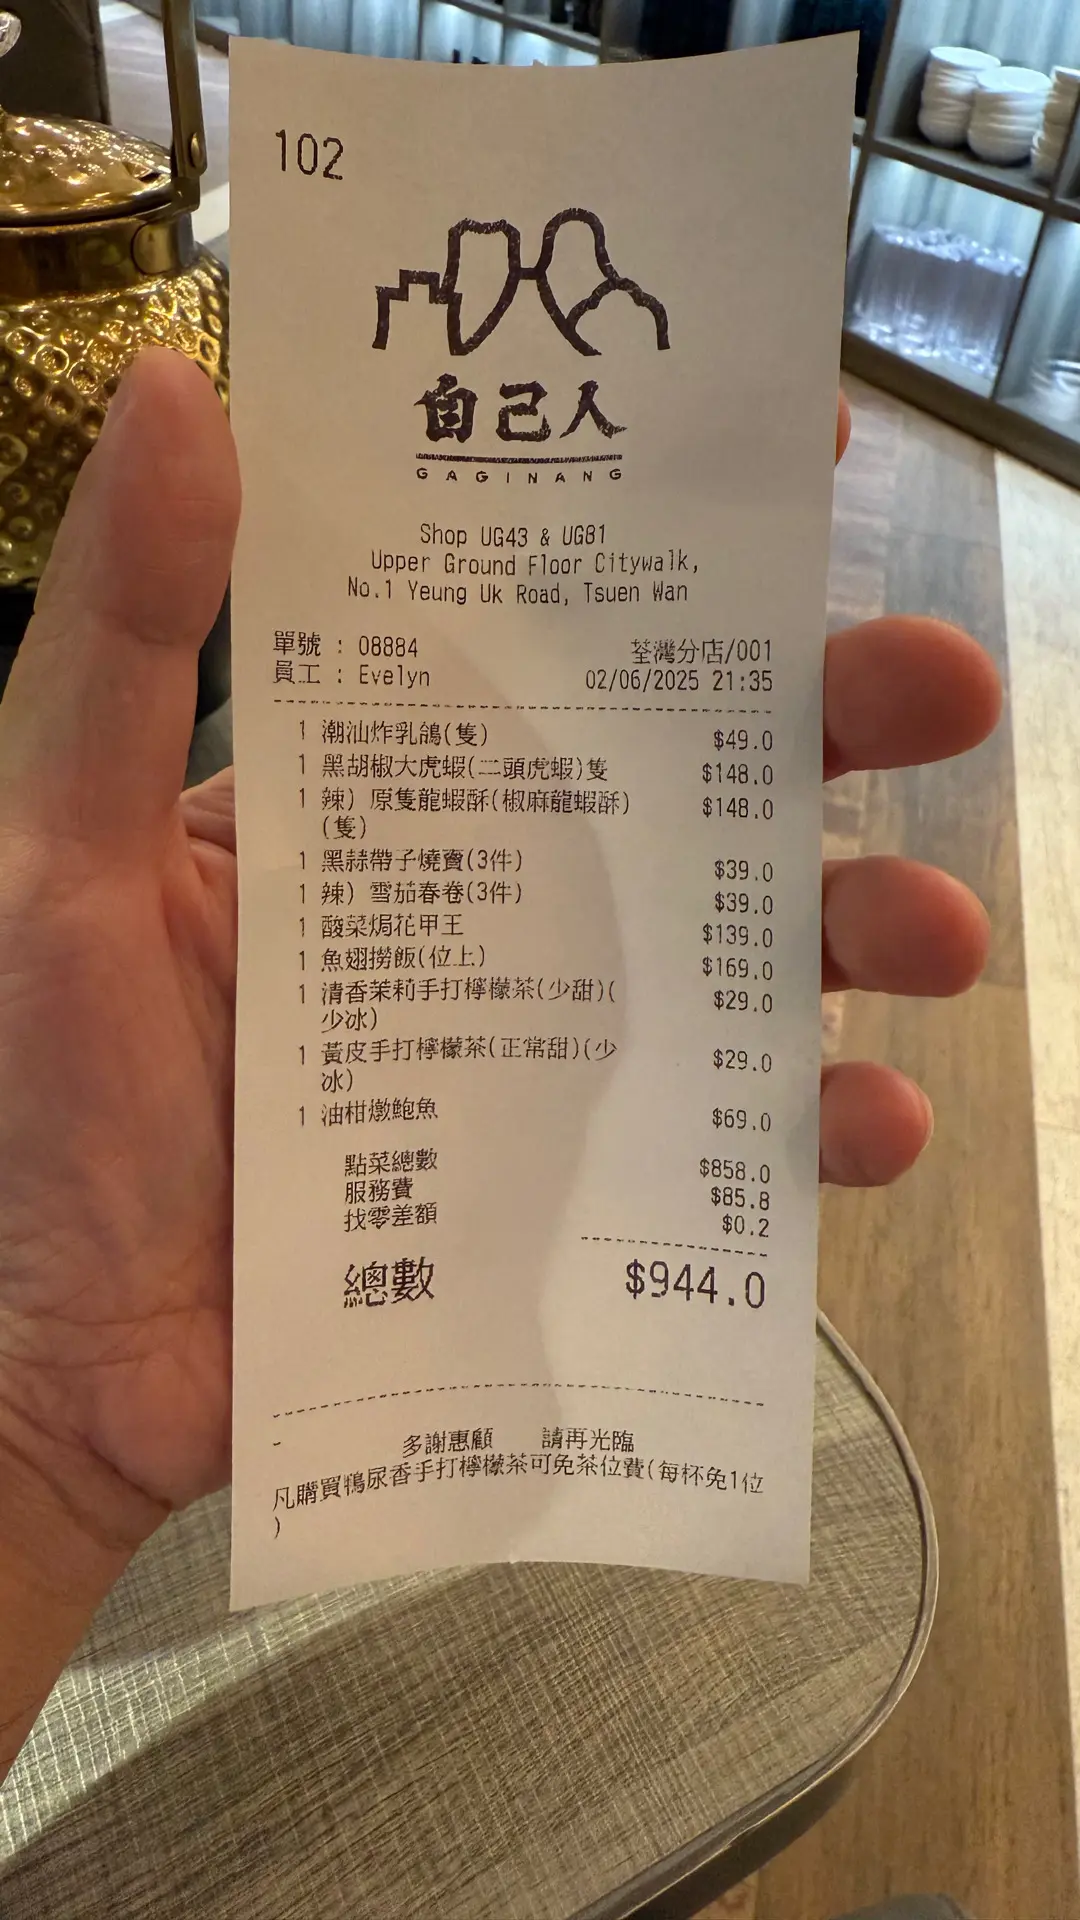 102
自己人
GAGINANG
Shop UG43 & UG81
Upper Ground Floor Citywalk,
No.1 Yeung Uk Road, Tsuen Wan
單號 : 08884 荃灣分店/001
員工 : Evelyn 02/06/2025 21:35
1 潮汕炸乳鴿(隻) $49.0
1 黑胡椒大虎蝦(二頭虎蝦)隻 $148.0
1 辣) 原隻龍蝦酥(椒麻龍蝦酥) $148.0
(隻)
1 黑蒜帶子燒賣(3件) $39.0
1 辣) 雪茄春卷(3件) $39.0
1 酸菜焗花甲王 $139.0
1 魚翅撈飯(位上) $169.0
1 清香茉莉手打檸檬茶(少甜)( $29.0
少冰)
1 黃皮手打檸檬茶(正常甜)(少 $29.0
冰)
1 油柑燉鮑魚 $69.0
點菜總數 $858.0
服務費 $85.8
找零差額 $0.2
總數 $944.0
-
多謝惠顧 請再光臨
凡購買鴨尿香手打檸檬茶可免茶位費(每杯免1位
)